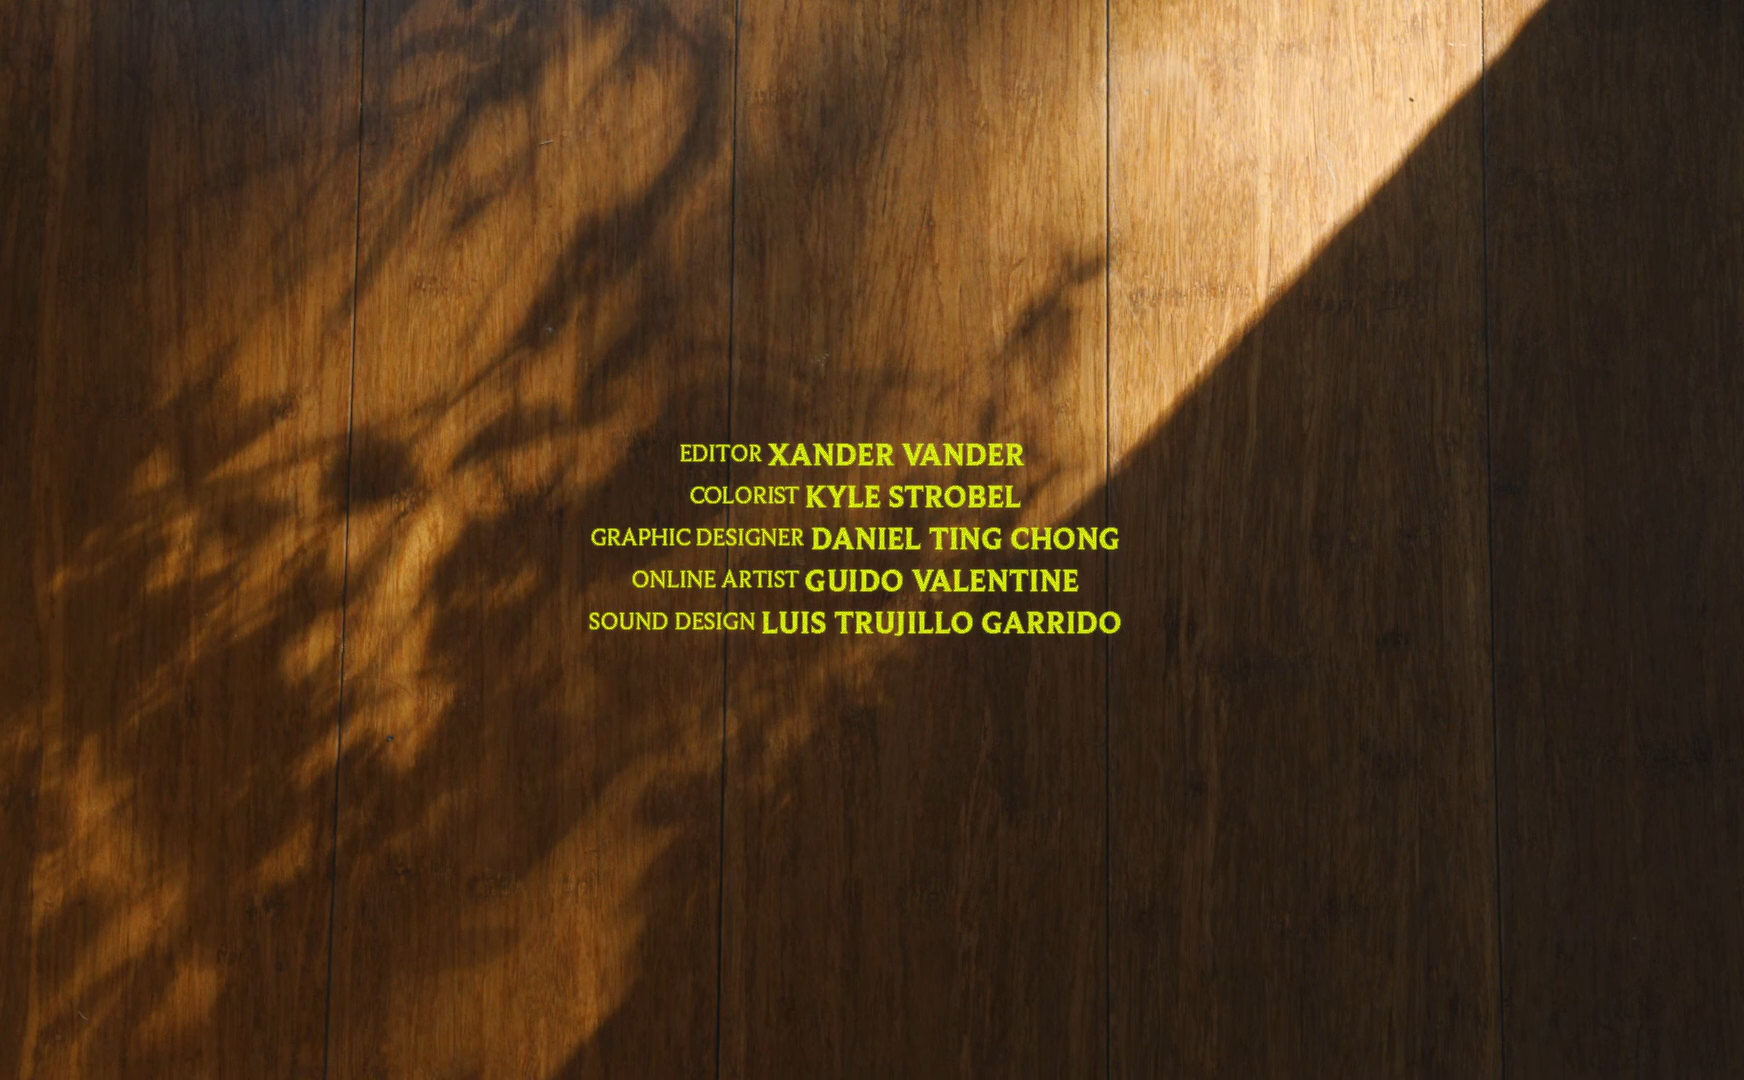 EDITOR XANDER VANDER
COLORIST KYLE STROBEL
GRAPHIC DESIGNER DANIEL TING CHONG
ONLINE ARTIST GUIDO VALENTINE
SOUND DESIGN LUIS TRUJILLO GARRIDO